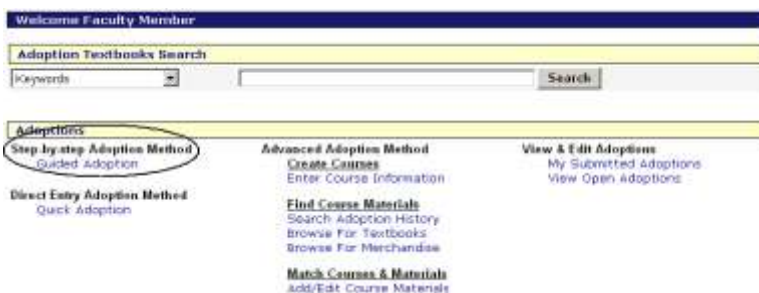 Welcome Faculty Member
Adoption Textbooks Search
Keywords
Search
Adoptions
Step-by-step Adoption Method
Guided Adoption
Direct Entry Adoption Method
Quick Adoption
Advanced Adoption Method
Create Courses
Enter Course Information
Find Course Materials
Search Adoption History
Browse For Textbooks
Browse For Merchandise
Match Courses & Materials
Add/Edit Course Materials
View & Edit Adoptions
My Submitted Adoptions
View Open Adoptions